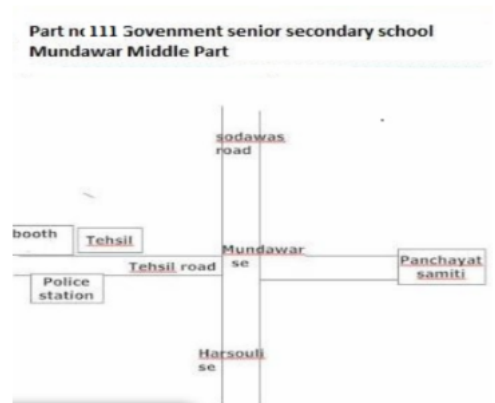 Part nc 111 3ovenment senior secondary school
Mundawar Middle Part
sodawas
road
booth
Tehsil
Mundawar
se
Tehsil road
Panchayat
samiti
Police
station
Harsouli
se